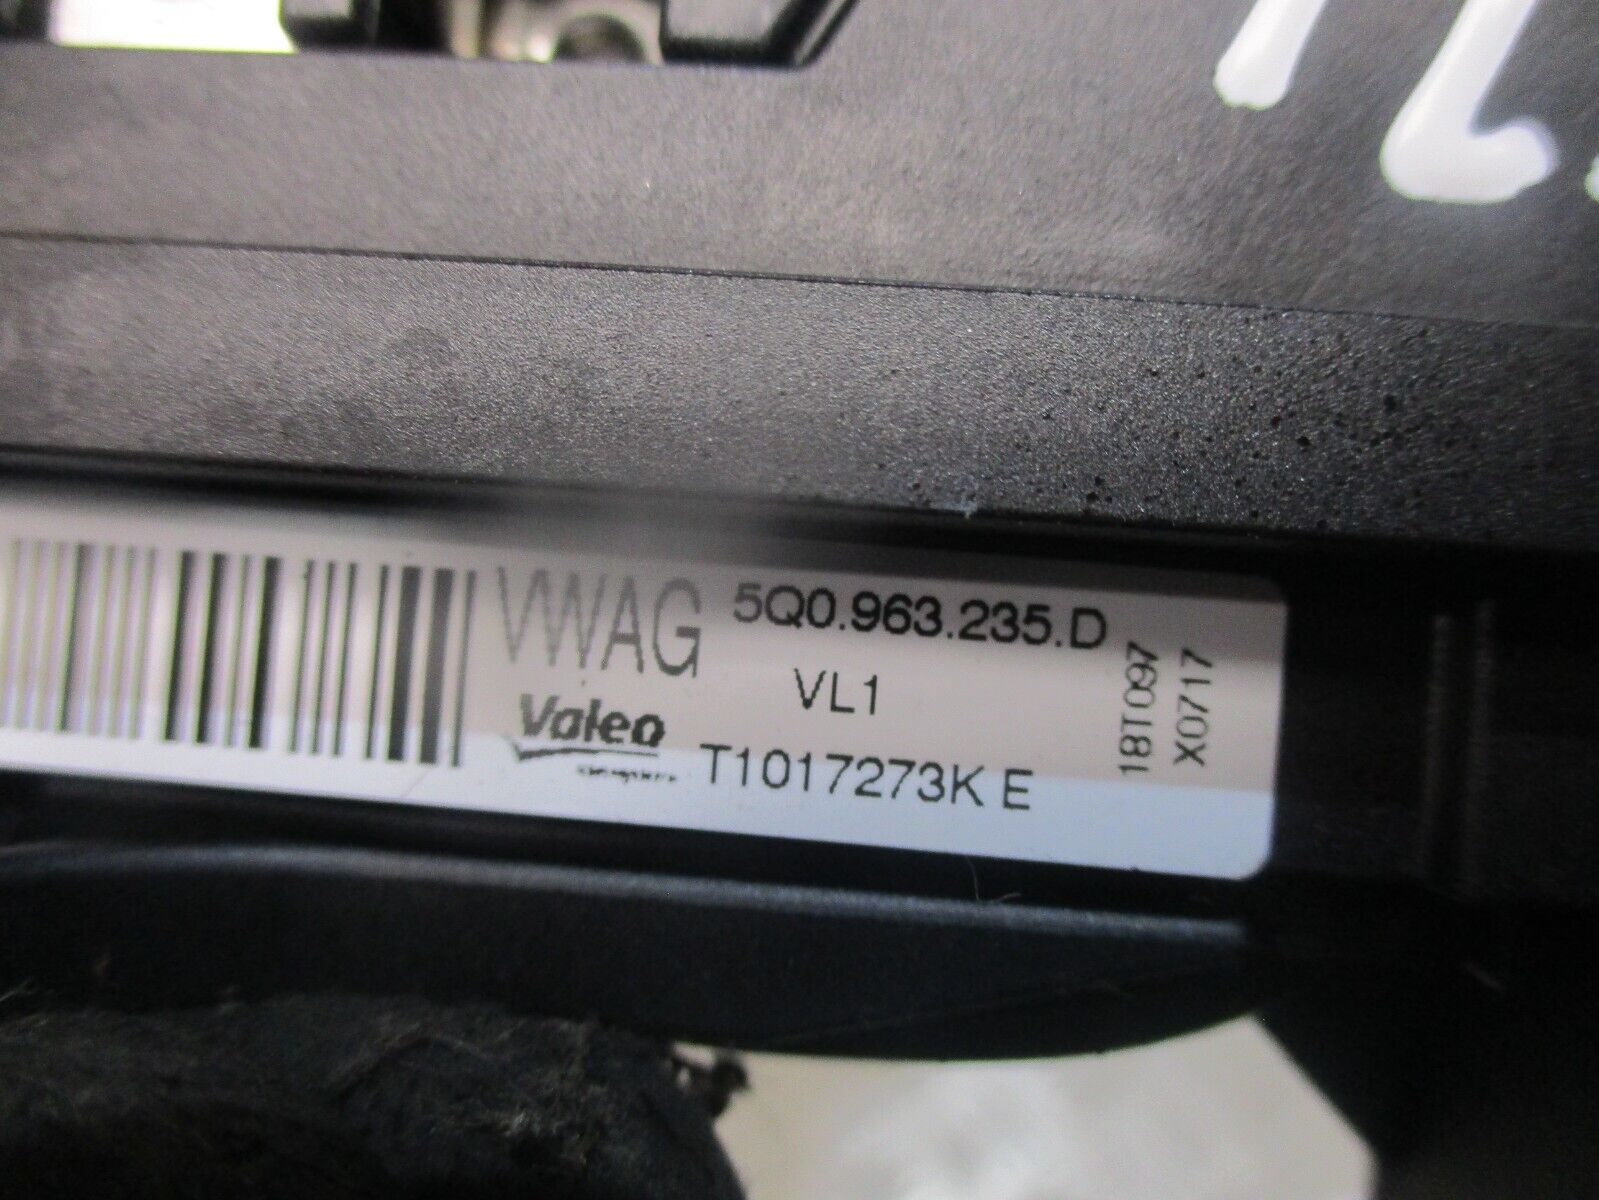 VWAG 5Q0.963.235.D
VL1
Valeo
T1017273K E
18T097
X0717